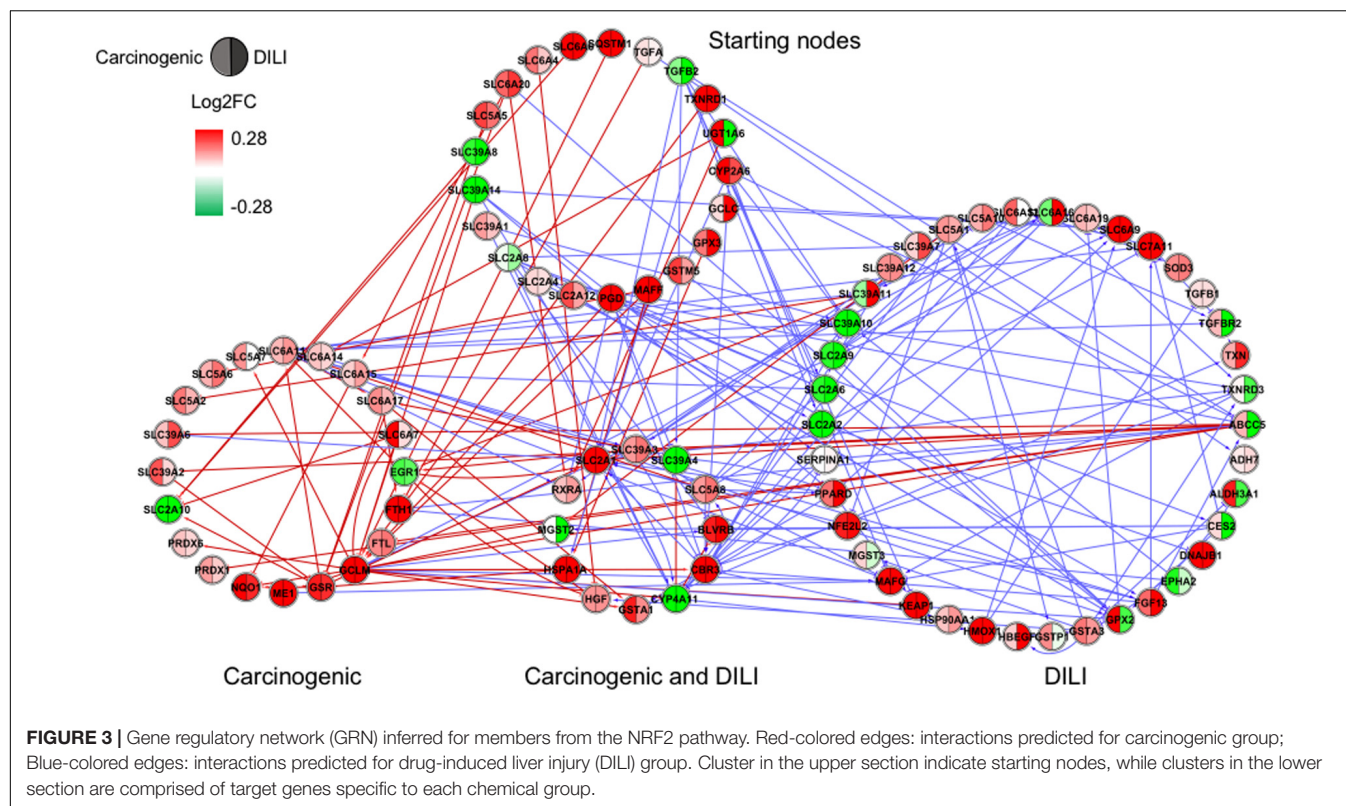 Starting nodes
Carcinogenic DILI
Log2FC
0.28
-0.28
SLC6A6
SQSTM1
TGFA
SLC6A4
TGFB2
SLC6A20
TXNRD1
SLC5A5
UGT1A6
SLC39A8
CYP2A6
SLC39A14
GCLC
SLC39A1
GPX3
SLC2A8
GSTM5
SLC2A4
MAFF
SLC2A12
PGD
SLC6A11
SLC6A14
SLC5A7
SLC6A15
SLC5A6
SLC6A17
SLC5A2
SLC6A7
SLC39A6
EGR1
SLC39A2
FTH1
SLC2A10
FTL
PRDX6
GCLM
PRDX1
GSR
NQO1
ME1
SLC39A3
SLC2A1
SLC39A4
RXRA
SLC5A8
MGST2
BLVRB
HSPA1A
CBR3
HGF
CYP4A11
GSTA1
SLC5A10
SLC6A16
SLC6A19
SLC5A1
SLC6A9
SLC39A7
SLC7A11
SLC39A12
SOD3
SLC39A11
TGFB1
SLC39A10
TGFBR2
SLC2A9
TXN
SLC2A6
TXNRD3
SLC2A2
ABCC5
SERPINA1
ADH7
PPARD
ALDH3A1
NFE2L2
CES2
MGST3
DNAJB1
MAFG
EPHA2
KEAP1
FGF13
HSP90AA1
GPX2
HMOX1
GSTA3
HBEGF
GSTP1
Carcinogenic
Carcinogenic and DILI
DILI
FIGURE 3 | Gene regulatory network (GRN) inferred for members from the NRF2 pathway. Red-colored edges: interactions predicted for carcinogenic group;
Blue-colored edges: interactions predicted for drug-induced liver injury (DILI) group. Cluster in the upper section indicate starting nodes, while clusters in the lower
section are comprised of target genes specific to each chemical group.